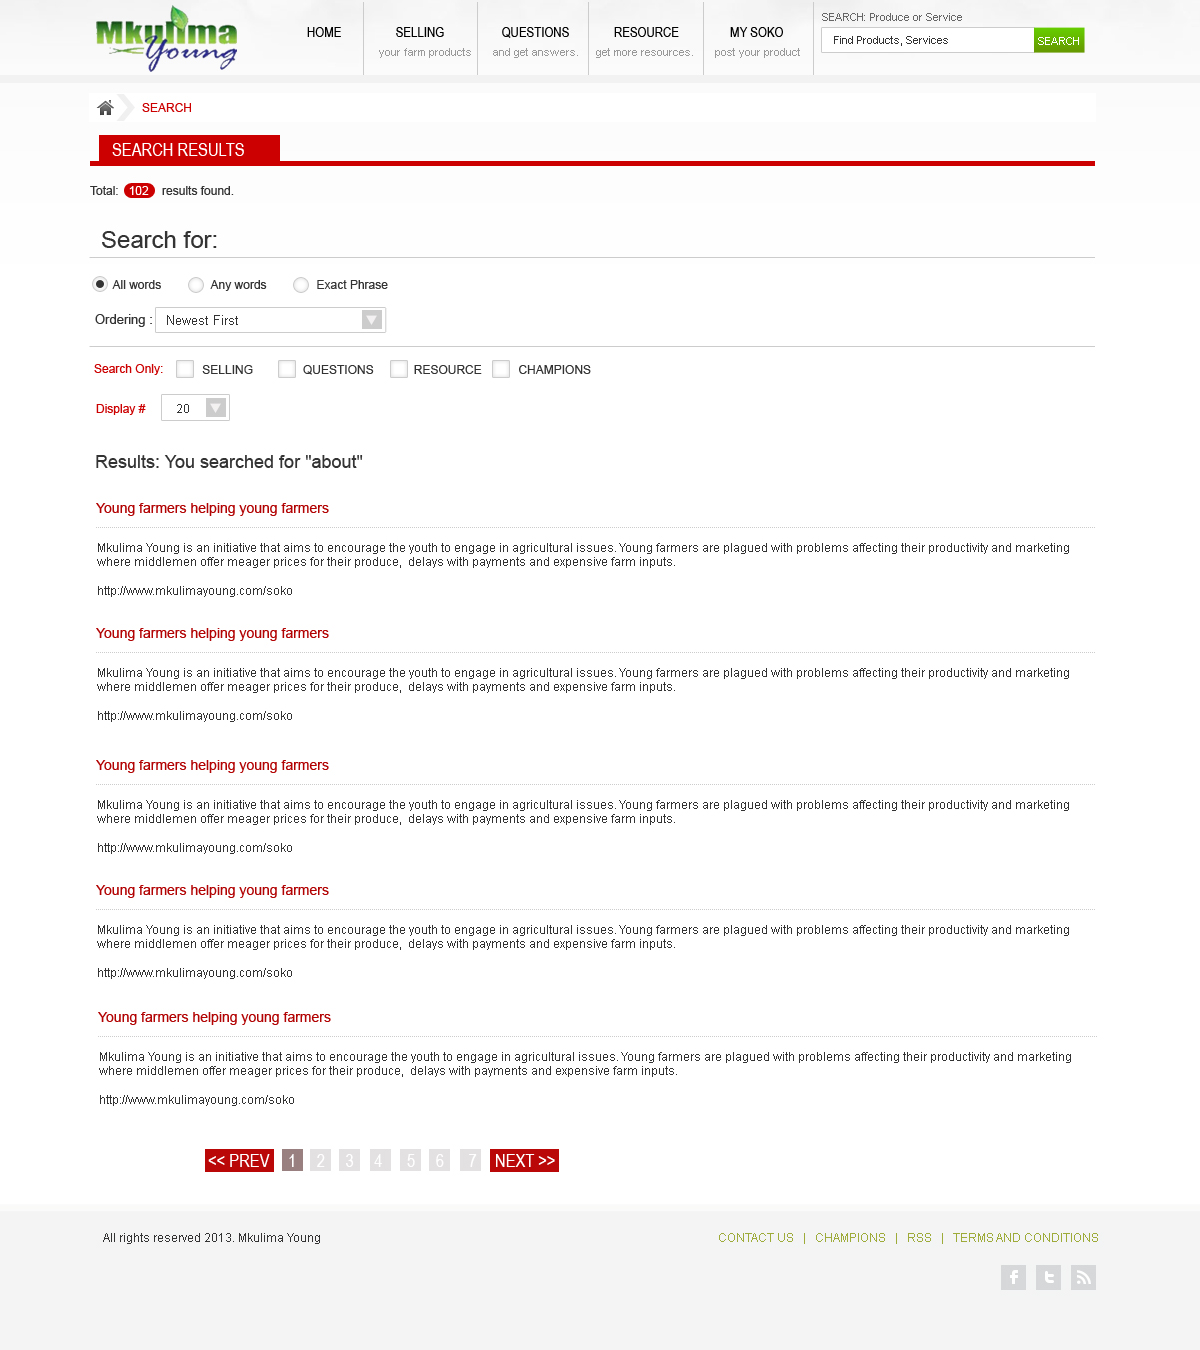 Mkulima
Young
HOME
SELLING
your farm products
QUESTIONS
and get answers.
RESOURCE
get more resources.
MY SOKO
post your product
SEARCH: Produce or Service
Find Products, Services
SEARCH
SEARCH
SEARCH RESULTS
Total: 102 results found.
Search for:
All words Any words Exact Phrase
Ordering : Newest First
Search Only: SELLING QUESTIONS RESOURCE CHAMPIONS
Display # 20
Results: You searched for "about"
Young farmers helping young farmers
Mkulima Young is an initiative that aims to encourage the youth to engage in agricultural issues. Young farmers are plagued with problems affecting their productivity and marketing
where middlemen offer meager prices for their produce, delays with payments and expensive farm inputs.
http://www.mkulimayoung.com/soko
Young farmers helping young farmers
Mkulima Young is an initiative that aims to encourage the youth to engage in agricultural issues. Young farmers are plagued with problems affecting their productivity and marketing
where middlemen offer meager prices for their produce, delays with payments and expensive farm inputs.
http://www.mkulimayoung.com/soko
Young farmers helping young farmers
Mkulima Young is an initiative that aims to encourage the youth to engage in agricultural issues. Young farmers are plagued with problems affecting their productivity and marketing
where middlemen offer meager prices for their produce, delays with payments and expensive farm inputs.
http://www.mkulimayoung.com/soko
Young farmers helping young farmers
Mkulima Young is an initiative that aims to encourage the youth to engage in agricultural issues. Young farmers are plagued with problems affecting their productivity and marketing
where middlemen offer meager prices for their produce, delays with payments and expensive farm inputs.
http://www.mkulimayoung.com/soko
Young farmers helping young farmers
Mkulima Young is an initiative that aims to encourage the youth to engage in agricultural issues. Young farmers are plagued with problems affecting their productivity and marketing
where middlemen offer meager prices for their produce, delays with payments and expensive farm inputs.
http://www.mkulimayoung.com/soko
<< PREV 1 2 3 4 5 6 7 NEXT >>
All rights reserved 2013. Mkulima Young
CONTACT US | CHAMPIONS | RSS | TERMS AND CONDITIONS